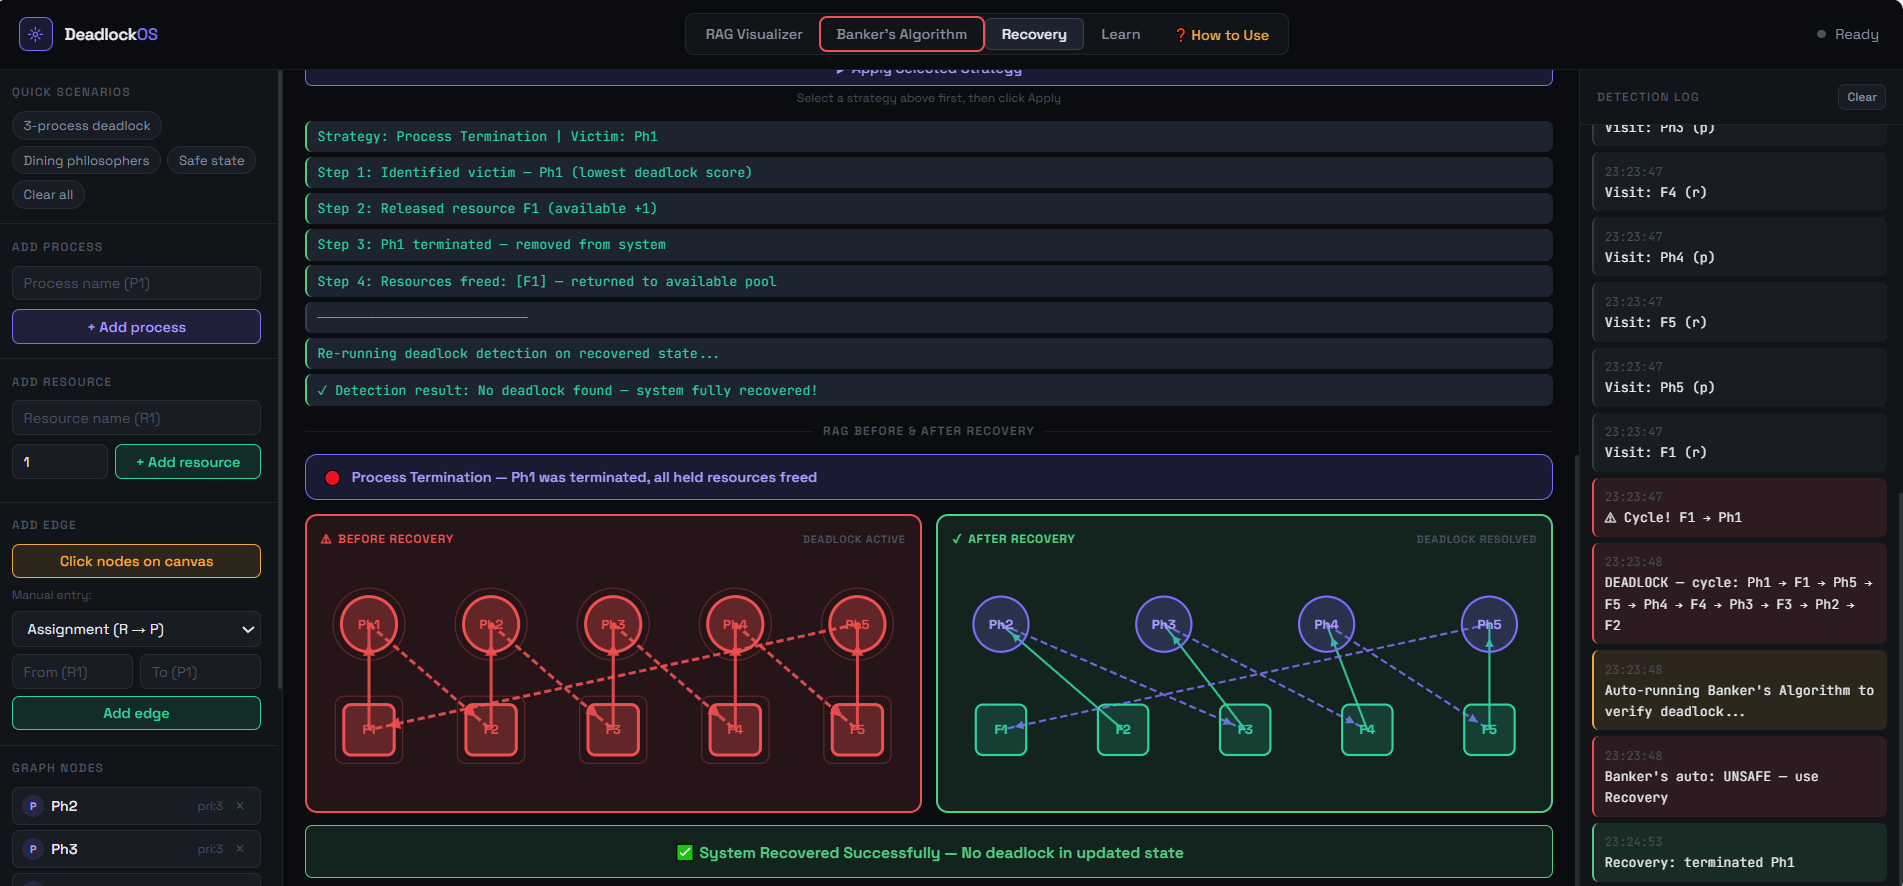 DeadlockOS
RAG Visualizer
Banker's Algorithm
Recovery
Learn
❓ How to Use
Ready
QUICK SCENARIOS
3-process deadlock
Dining philosophers
Safe state
Clear all
ADD PROCESS
Process name (P1)
+ Add process
ADD RESOURCE
Resource name (R1)
1
+ Add resource
ADD EDGE
Click nodes on canvas
Manual entry:
Assignment (R → P)
From (R1)
To (P1)
Add edge
GRAPH NODES
P Ph2 pri:3 ×
P Ph3 pri:3 ×
▶ Apply Selected Strategy
Select a strategy above first, then click Apply
Strategy: Process Termination | Victim: Ph1
Step 1: Identified victim — Ph1 (lowest deadlock score)
Step 2: Released resource F1 (available +1)
Step 3: Ph1 terminated — removed from system
Step 4: Resources freed: [F1] — returned to available pool
──────────────────────────────
Re-running deadlock detection on recovered state...
✓ Detection result: No deadlock found — system fully recovered!
RAG BEFORE & AFTER RECOVERY
Process Termination — Ph1 was terminated, all held resources freed
⚠ BEFORE RECOVERY
DEADLOCK ACTIVE
Ph1 Ph2 Ph3 Ph4 Ph5
F1 F2 F3 F4 F5
✓ AFTER RECOVERY
DEADLOCK RESOLVED
Ph2 Ph3 Ph4 Ph5
F1 F2 F3 F4 F5
✅ System Recovered Successfully — No deadlock in updated state
DETECTION LOG
Clear
Visit: Ph3 (p)
23:23:47
Visit: F4 (r)
23:23:47
Visit: Ph4 (p)
23:23:47
Visit: F5 (r)
23:23:47
Visit: Ph5 (p)
23:23:47
Visit: F1 (r)
23:23:47
⚠ Cycle! F1 → Ph1
23:23:48
DEADLOCK — cycle: Ph1 → F1 → Ph5 →
F5 → Ph4 → F4 → Ph3 → F3 → Ph2 →
F2
23:23:48
Auto-running Banker's Algorithm to
verify deadlock...
23:23:48
Banker's auto: UNSAFE — use
Recovery
23:24:53
Recovery: terminated Ph1